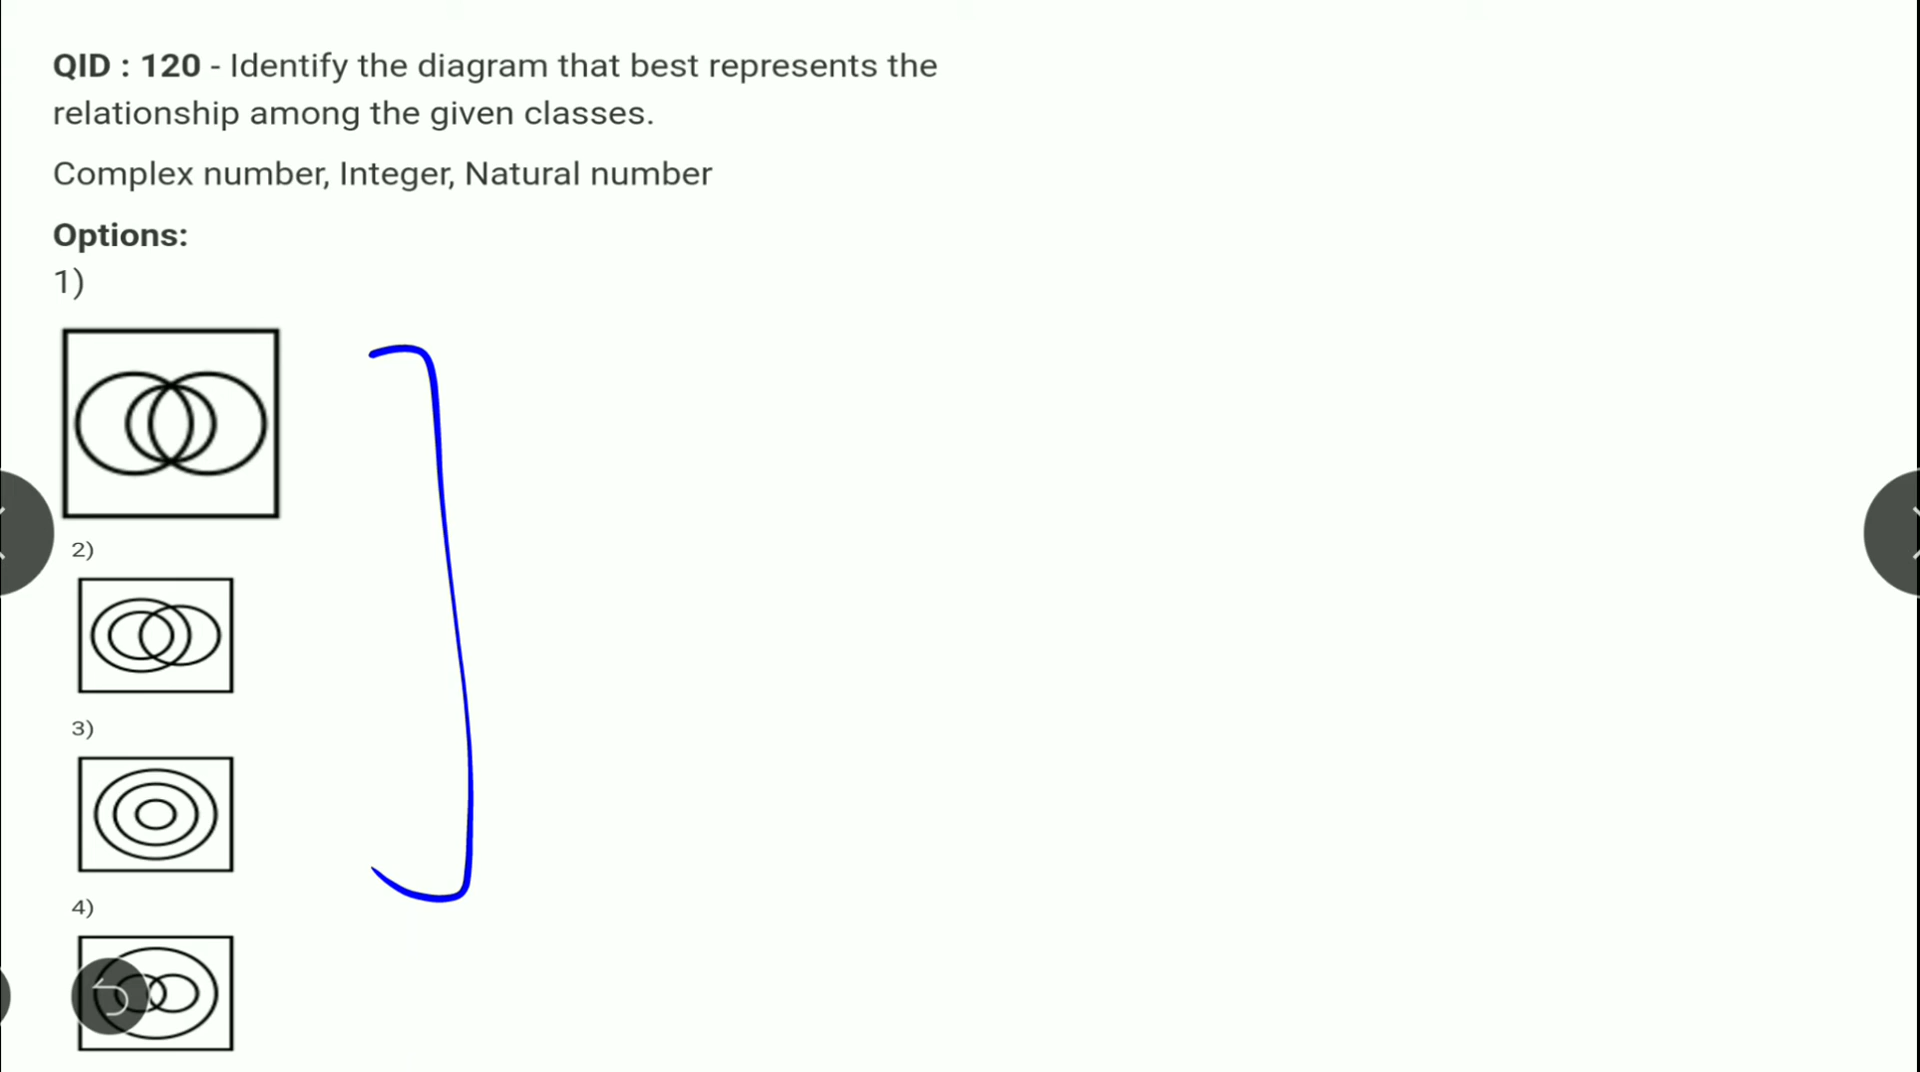 QID : 120 - Identify the diagram that best represents the
relationship among the given classes.
Complex number, Integer, Natural number
Options:
1)
2)
3)
4)